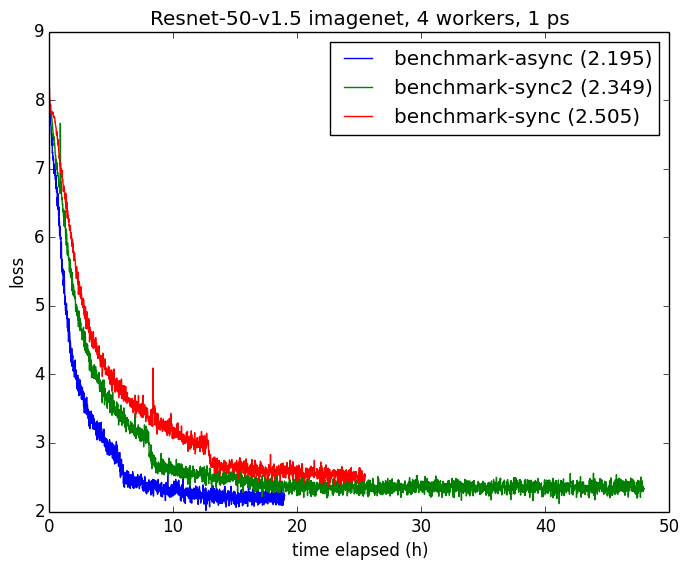 Resnet-50-v1.5 imagenet, 4 workers, 1 ps
benchmark-async (2.195)
benchmark-sync2 (2.349)
benchmark-sync (2.505)
9
8
7
6
5
4
3
2
loss
0 10 20 30 40 50
time elapsed (h)